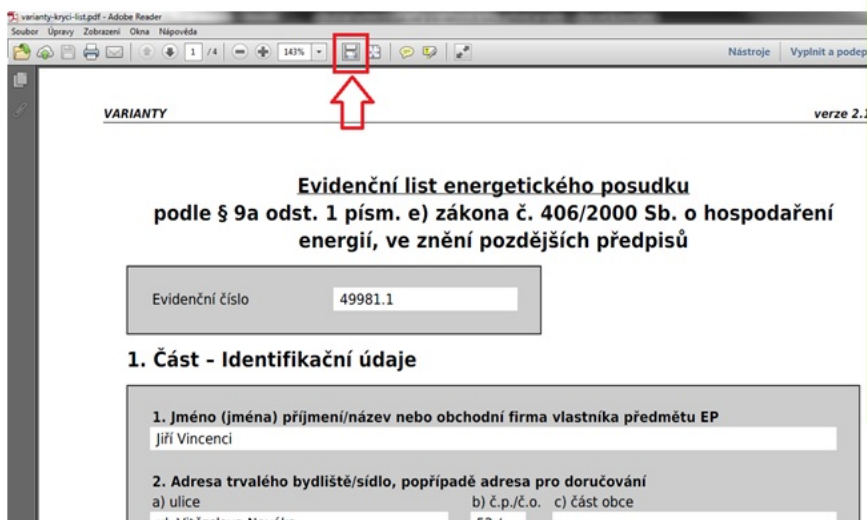 varianty-kryci-list.pdf - Adobe Reader
Soubor Úpravy Zobrazení Okna Nápověda
1 /4 143% Nástroje Vyplnit a podep
VARIANTY verze 2.1
Evidenční list energetického posudku
podle § 9a odst. 1 písm. e) zákona č. 406/2000 Sb. o hospodaření
energií, ve znění pozdějších předpisů
Evidenční číslo 49981.1
1. Část – Identifikační údaje
1. Jméno (jména) příjmení/název nebo obchodní firma vlastníka předmětu EP
Jiří Vincenci
2. Adresa trvalého bydliště/sídlo, popřípadě adresa pro doručování
a) ulice b) č.p./č.o. c) část obce